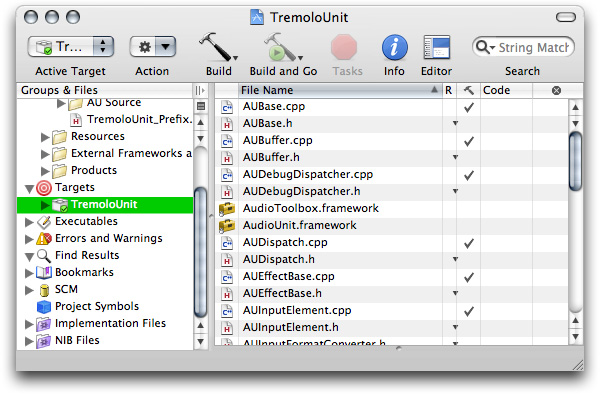 TremoloUnit
Tr...
String Match
Active Target
Action
Build
Build and Go
Tasks
Info
Editor
Search
Groups & Files
File Name
R
Code
AU Source
TremoloUnit_Prefix.
Resources
External Frameworks a
Products
Targets
TremoloUnit
Executables
Errors and Warnings
Find Results
Bookmarks
SCM
Project Symbols
Implementation Files
NIB Files
AUBase.cpp
AUBase.h
AUBuffer.cpp
AUBuffer.h
AUDebugDispatcher.cpp
AUDebugDispatcher.h
AudioToolbox.framework
AudioUnit.framework
AUDispatch.cpp
AUDispatch.h
AUEffectBase.cpp
AUEffectBase.h
AUInputElement.cpp
AUInputElement.h
AUInputFormatConverter.h